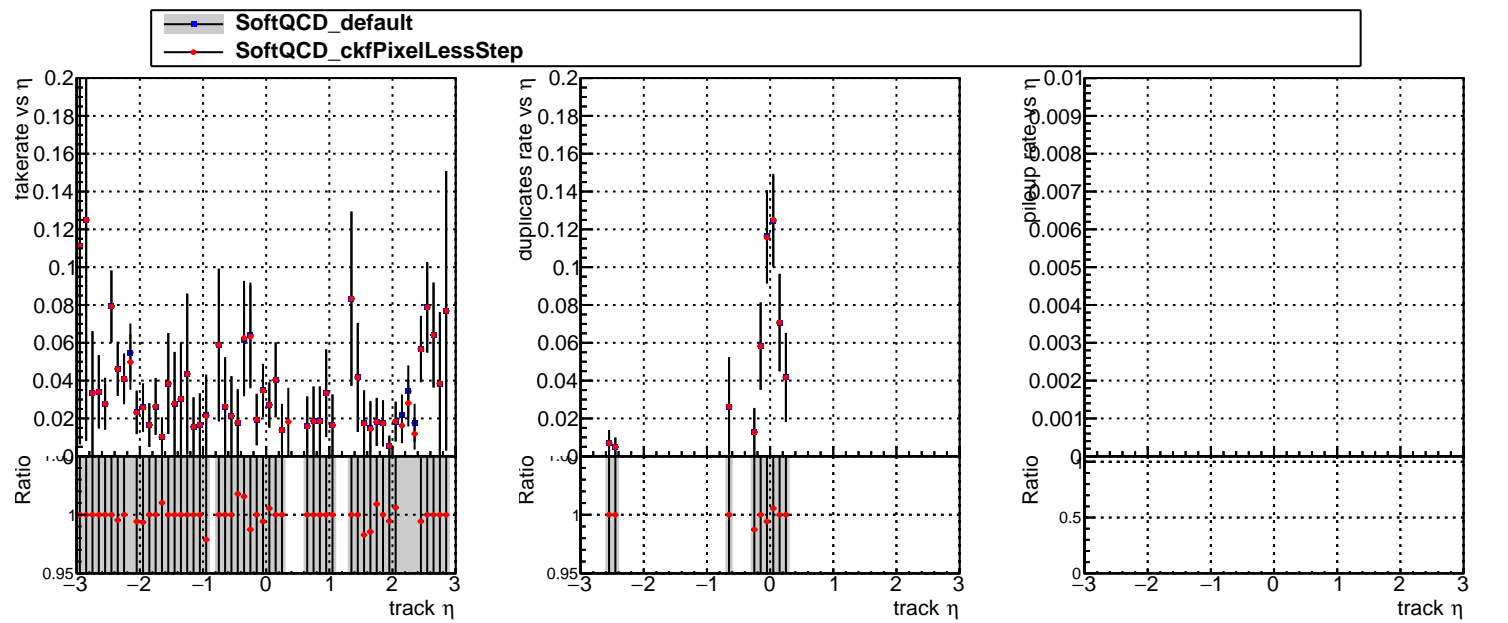 SoftQCD_default
SoftQCD_ckfPixelLessStep
fakerate vs η
0.2
0.18
0.16
0.14
0.12
0.1
0.08
0.06
0.04
0.02
0
Ratio
1
0.95
−3 −2 −1 0 1 2 3
track η
duplicates rate vs η
0.2
0.18
0.16
0.14
0.12
0.1
0.08
0.06
0.04
0.02
0
Ratio
1
0.95
−3 −2 −1 0 1 2 3
track η
pileup rate vs η
0.01
0.009
0.008
0.007
0.006
0.005
0.004
0.003
0.002
0.001
0
Ratio
1
0.5
0
−3 −2 −1 0 1 2 3
track η